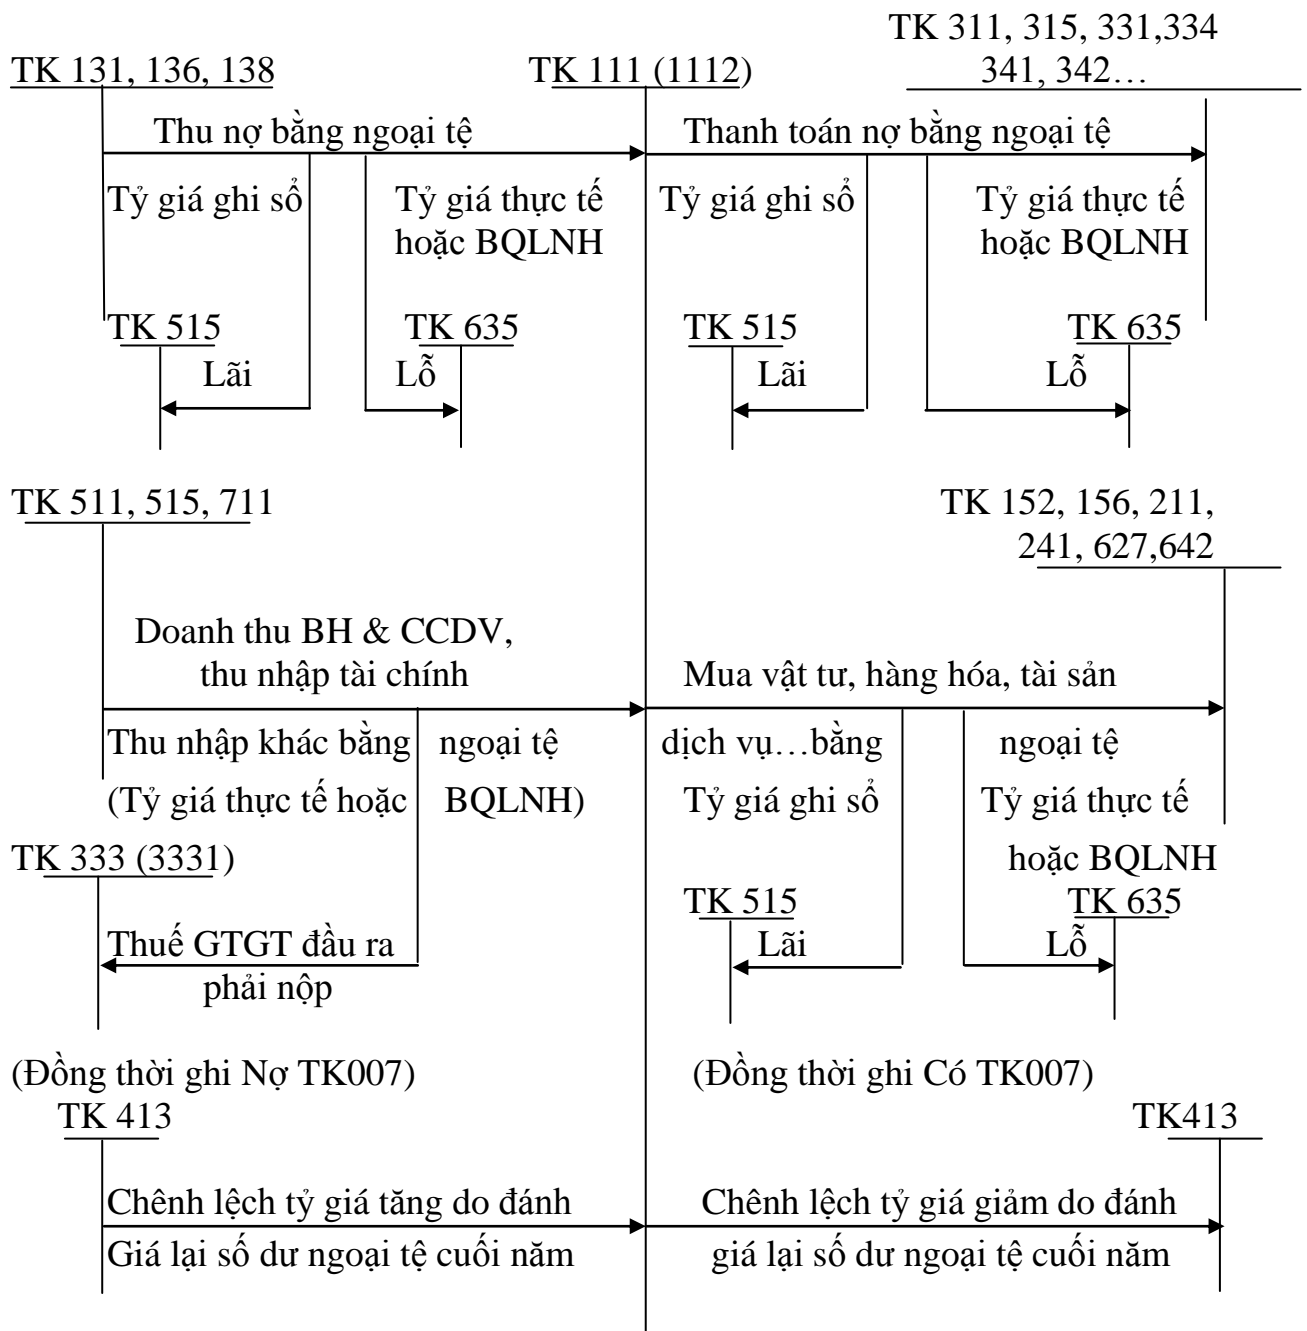 TK 311, 315, 331,334
TK 131, 136, 138
TK 111 (1112)
341, 342…
Thu nợ bằng ngoại tệ
Thanh toán nợ bằng ngoại tệ
Tỷ giá ghi sổ
Tỷ giá thực tế
hoặc BQLNH
Tỷ giá ghi sổ
Tỷ giá thực tế
hoặc BQLNH
TK 515
TK 635
TK 515
TK 635
Lãi
Lỗ
Lãi
Lỗ
TK 511, 515, 711
TK 152, 156, 211,
241, 627,642
Doanh thu BH & CCDV,
thu nhập tài chính
Mua vật tư, hàng hóa, tài sản
Thu nhập khác bằng ngoại tệ
dịch vụ…bằng ngoại tệ
(Tỷ giá thực tế hoặc BQLNH)
Tỷ giá ghi sổ
Tỷ giá thực tế
TK 333 (3331)
hoặc BQLNH
TK 515
TK 635
Thuế GTGT đầu ra
Lãi
Lỗ
phải nộp
(Đồng thời ghi Nợ TK007)
(Đồng thời ghi Có TK007)
TK 413
TK413
Chênh lệch tỷ giá tăng do đánh
Chênh lệch tỷ giá giảm do đánh
Giá lại số dư ngoại tệ cuối năm
giá lại số dư ngoại tệ cuối năm